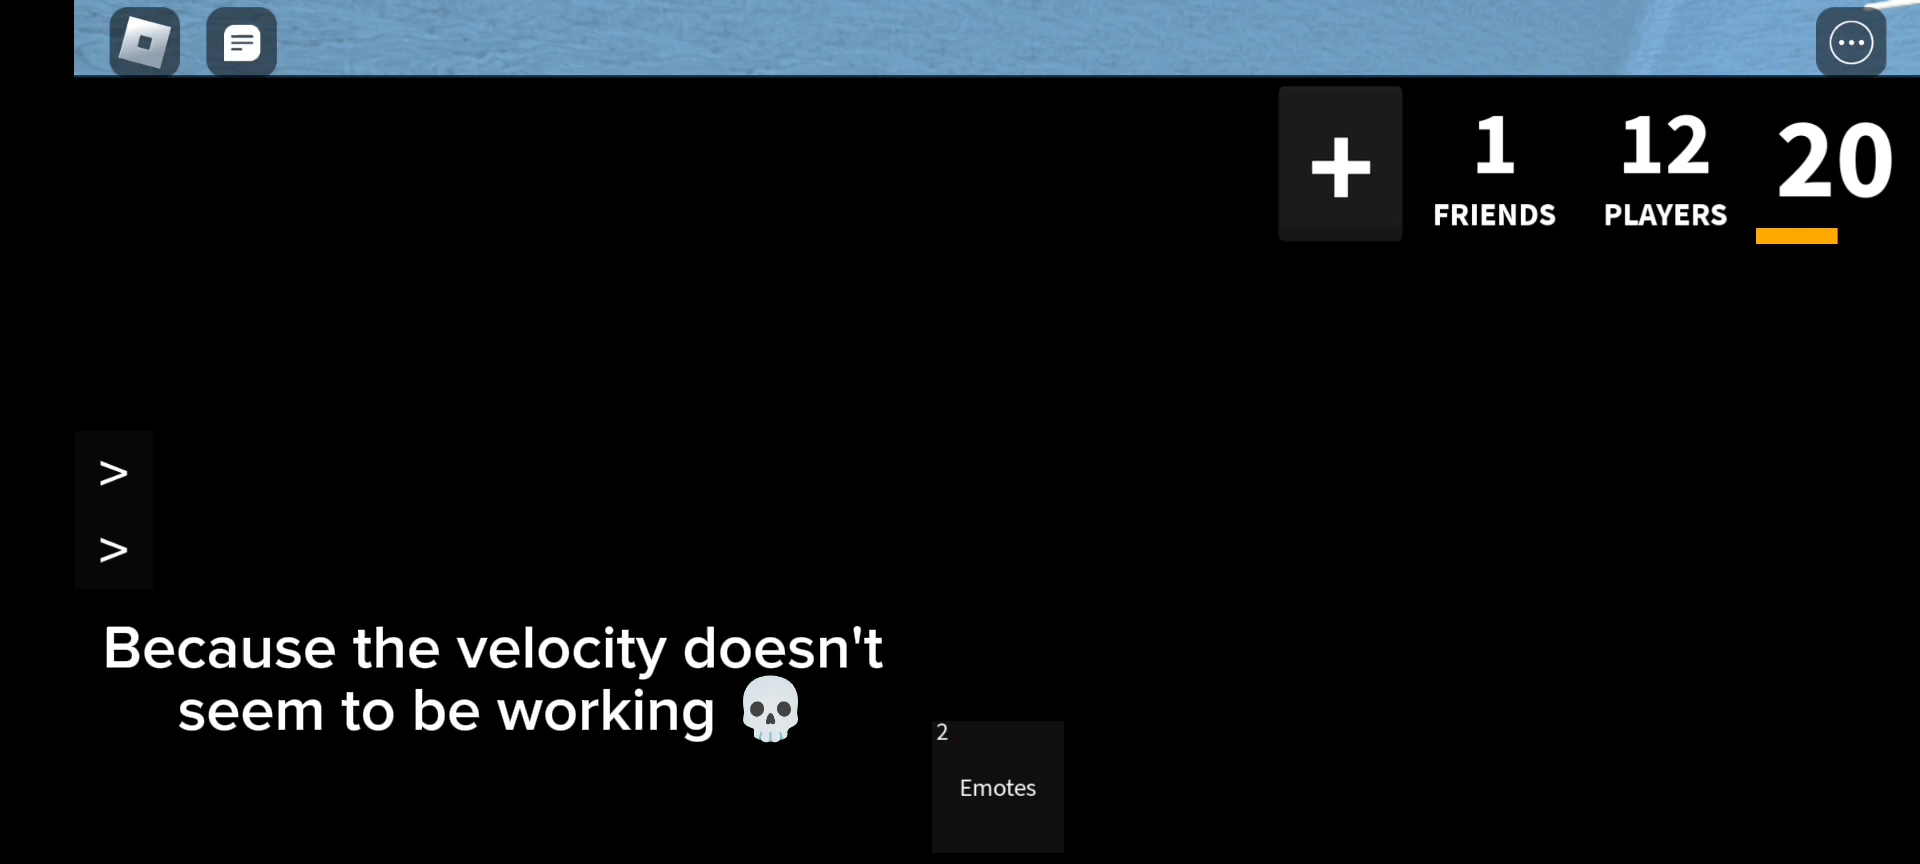 +
1 12 20
FRIENDS PLAYERS
>
>
Because the velocity doesn't
seem to be working 💀
2
Emotes